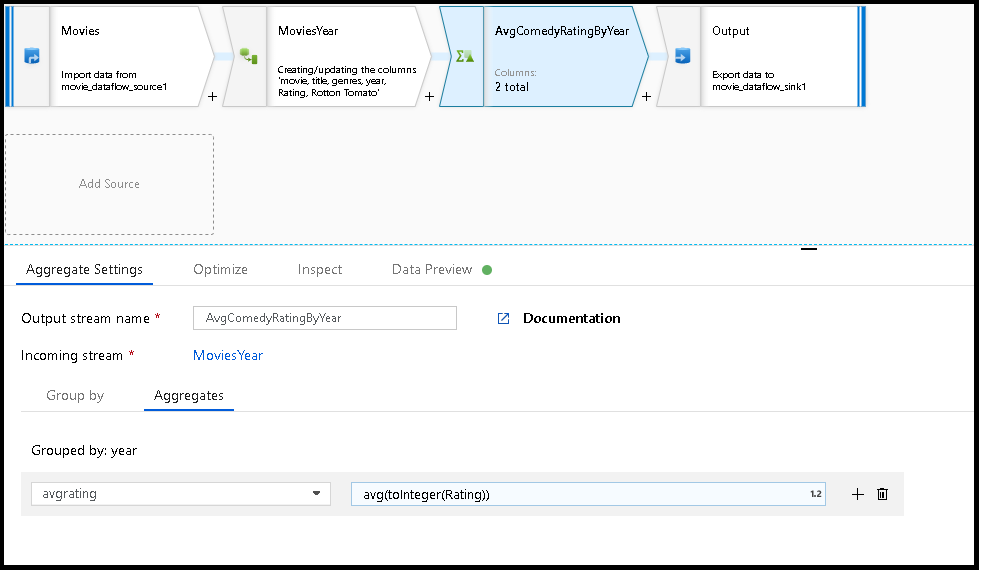 Movies
Import data from
movie_dataflow_source1
+
MoviesYear
Creating/updating the columns
'movie, title, genres, year,
Rating, Rotton Tomato'
+
AvgComedyRatingByYear
Columns:
2 total
+
Output
Export data to
movie_dataflow_sink1
Add Source
Aggregate Settings
Optimize
Inspect
Data Preview
Output stream name *
AvgComedyRatingByYear
Documentation
Incoming stream *
MoviesYear
Group by
Aggregates
Grouped by: year
avgrating
avg(toInteger(Rating))
1.2
+